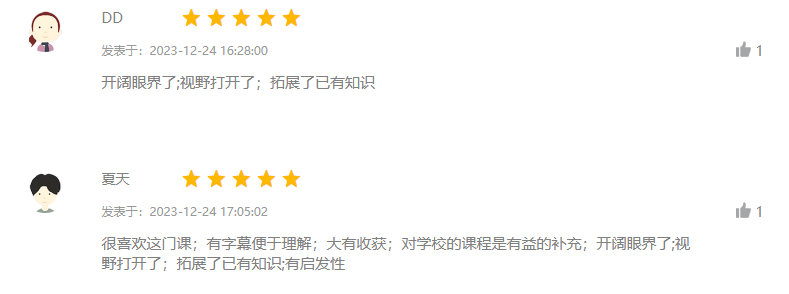 DD
发表于：2023-12-24 16:28:00
1
开阔眼界了;视野打开了；拓展了已有知识
夏天
发表于：2023-12-24 17:05:02
1
很喜欢这门课；有字幕便于理解；大有收获；对学校的课程是有益的补充；开阔眼界了;视
野打开了；拓展了已有知识;有启发性